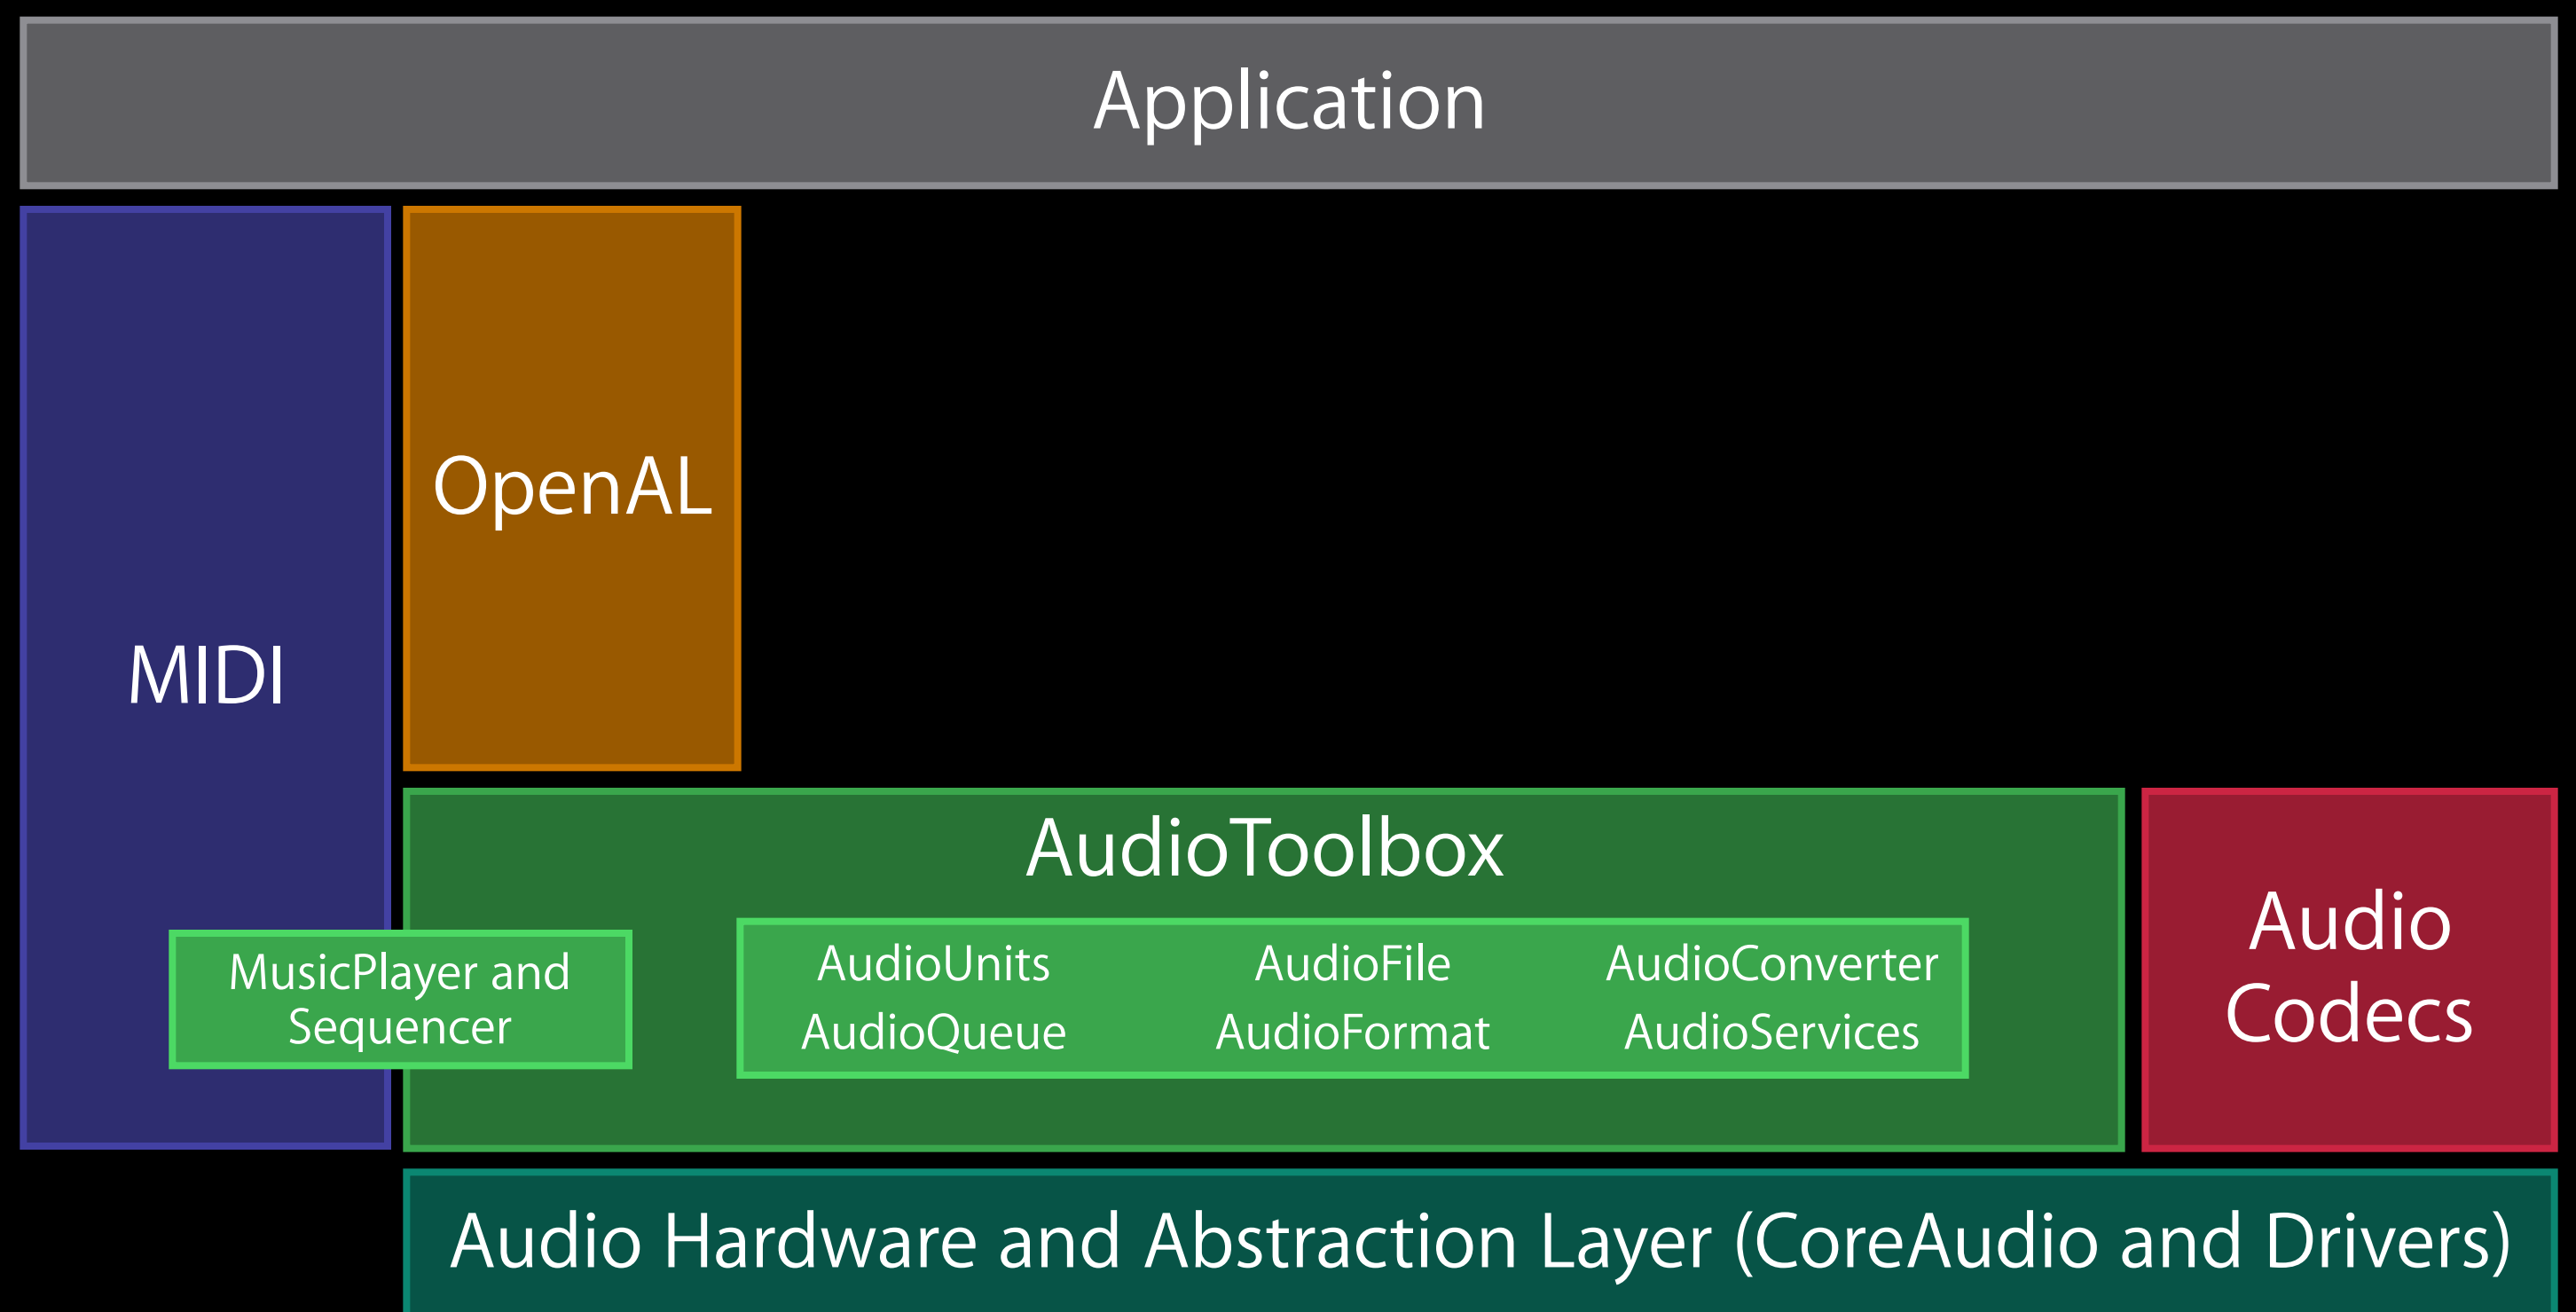 Application
OpenAL
MIDI
AudioToolbox
MusicPlayer and
Sequencer
AudioUnits AudioFile AudioConverter
AudioQueue AudioFormat AudioServices
Audio
Codecs
Audio Hardware and Abstraction Layer (CoreAudio and Drivers)